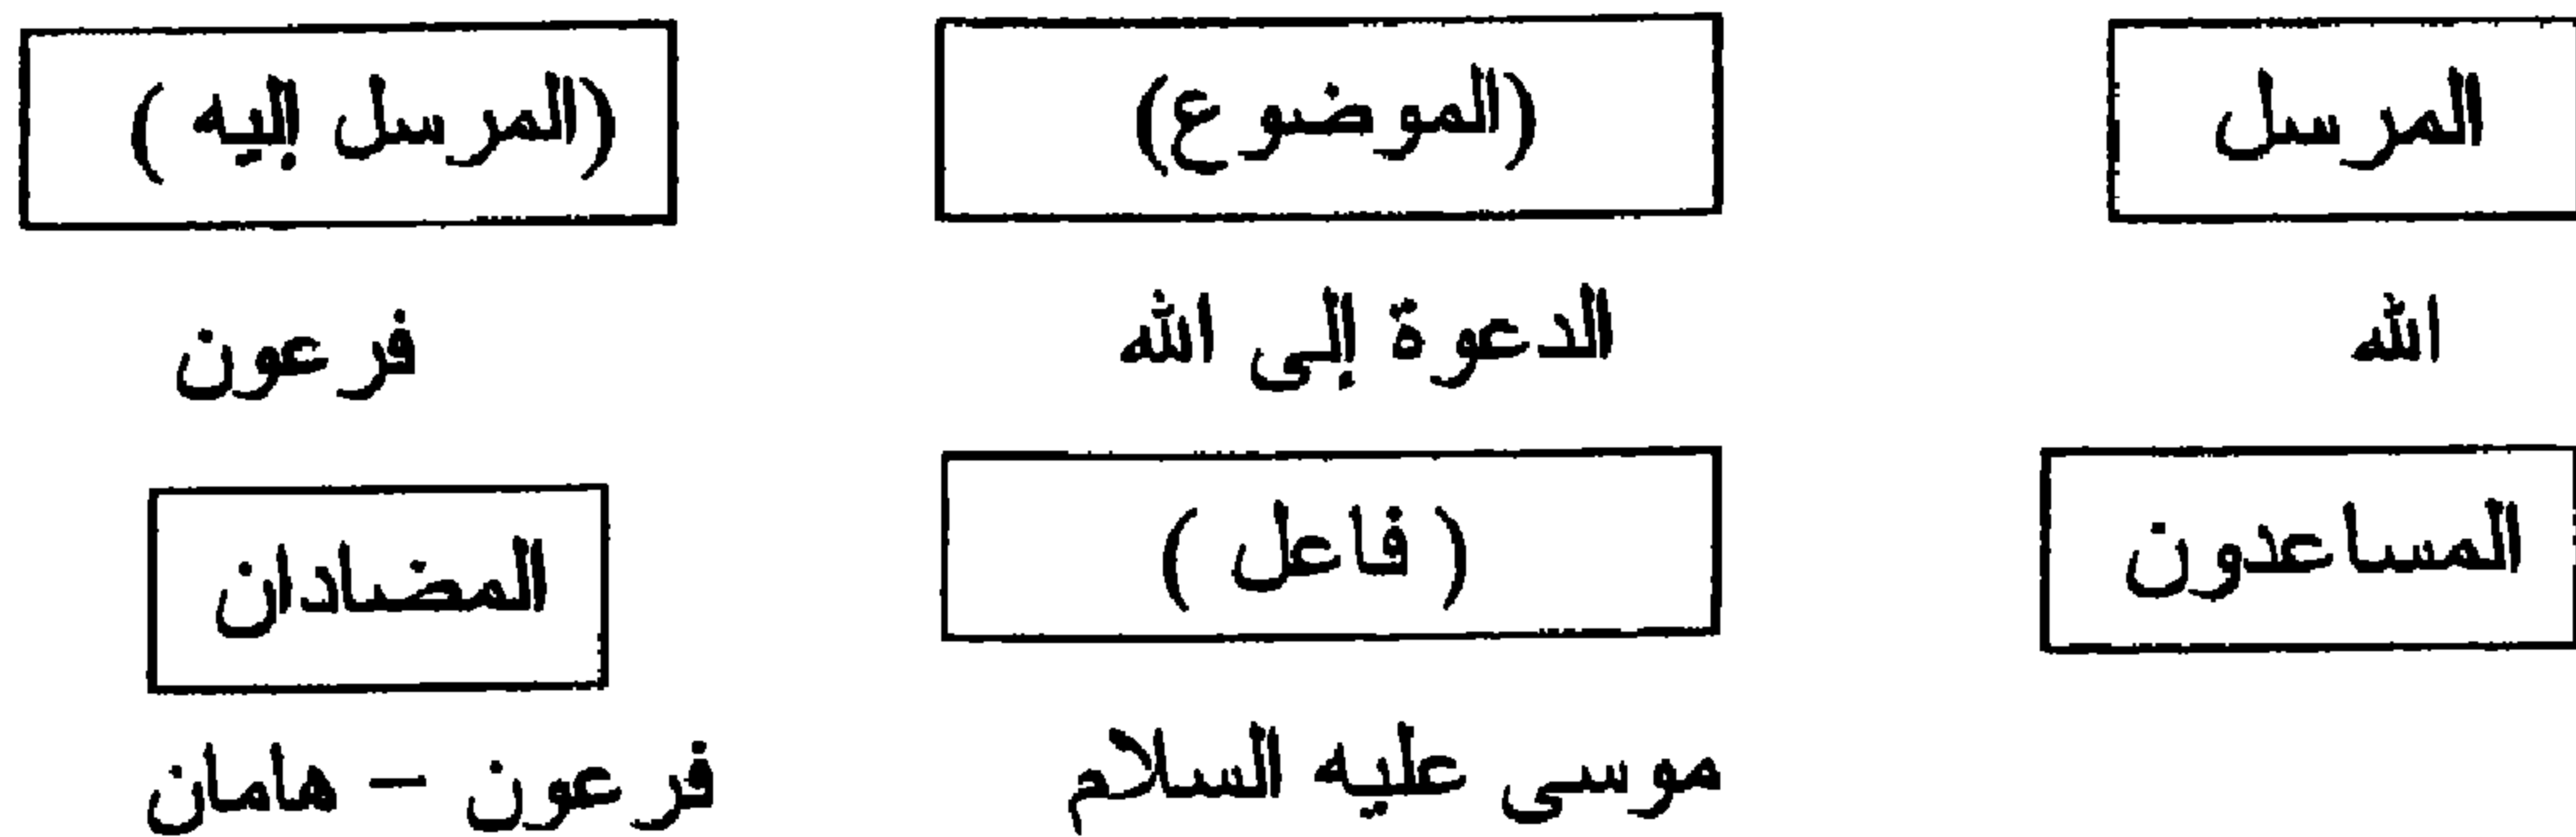 المرسل (الموضوع) (المرسل إليه )
الله الدعوة إلى الله فرعون
المساعدون ( فاعل ) المضادان
موسى عليه السلام فرعون – هامان